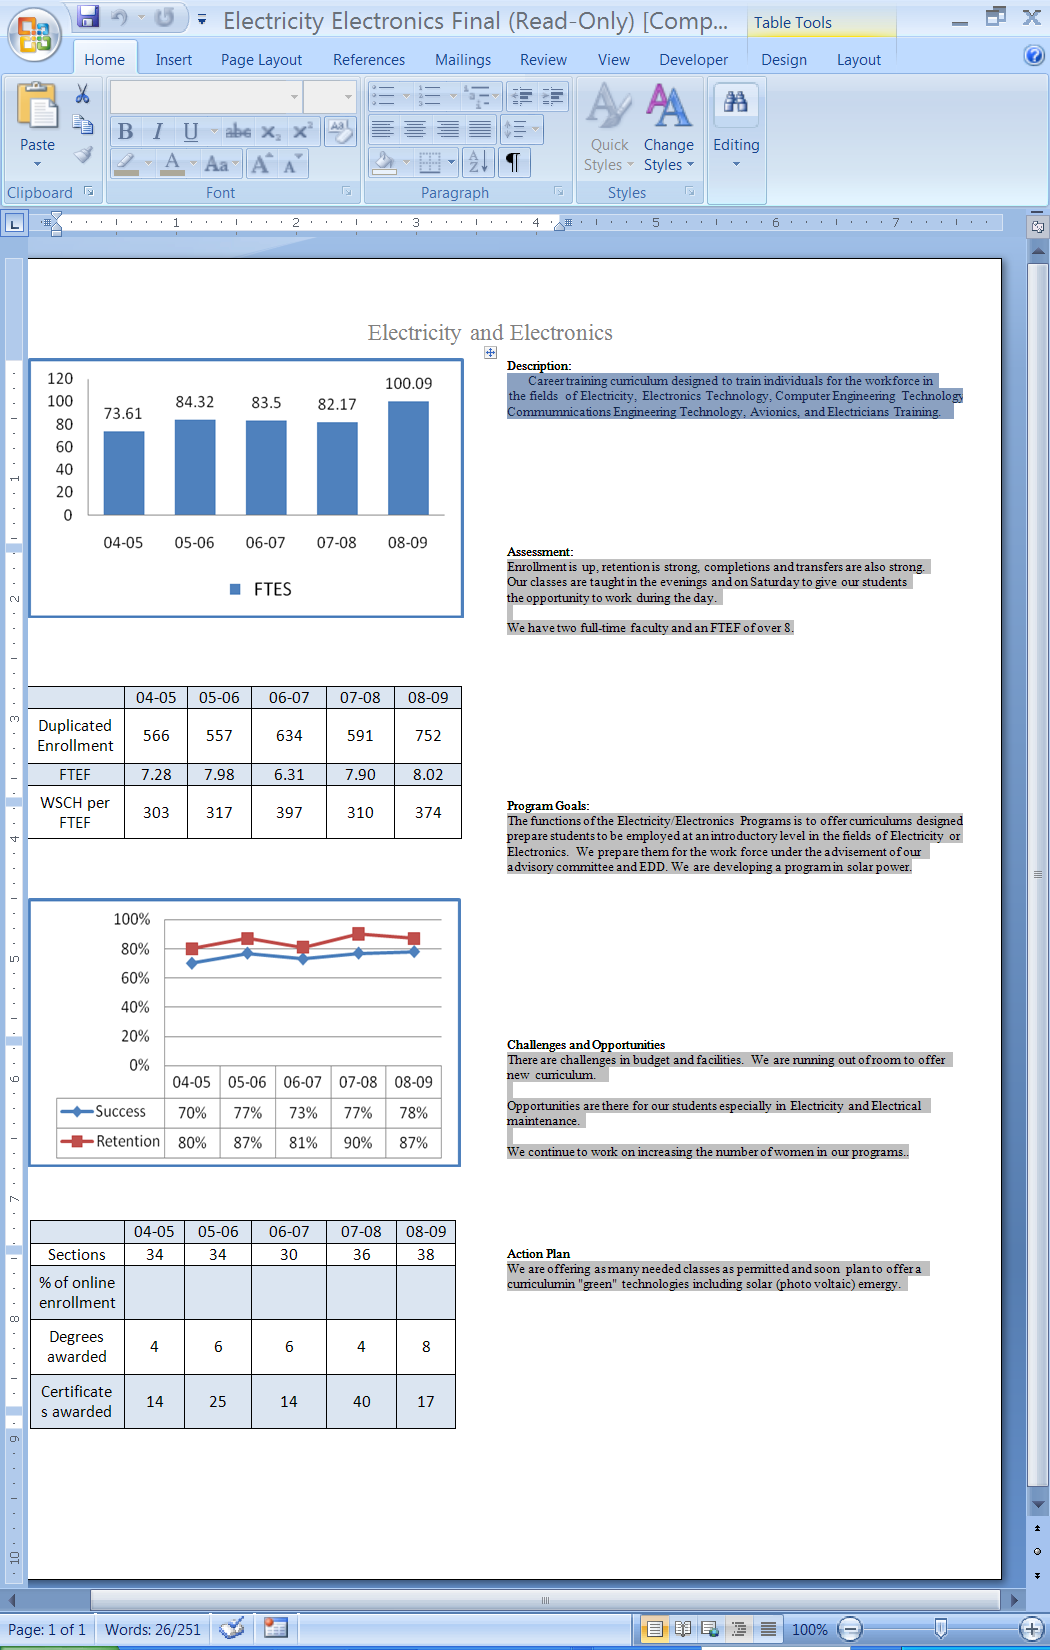 Electricity Electronics Final (Read-Only) [Comp...
Table Tools
Home Insert Page Layout References Mailings Review View Developer Design Layout
Paste
Quick Styles
Change Styles
Editing
Clipboard Font Paragraph Styles
1 2 3 4 5 6 7
Electricity and Electronics
120
100
80
60
40
20
0
73.61 84.32 83.5 82.17 100.09
04-05 05-06 06-07 07-08 08-09
FTES
04-05 05-06 06-07 07-08 08-09
Duplicated Enrollment 566 557 634 591 752
FTEF 7.28 7.98 6.31 7.90 8.02
WSCH per FTEF 303 317 397 310 374
100%
80%
60%
40%
20%
0%
04-05 05-06 06-07 07-08 08-09
Success 70% 77% 73% 77% 78%
Retention 80% 87% 81% 90% 87%
04-05 05-06 06-07 07-08 08-09
Sections 34 34 30 36 38
% of online enrollment
Degrees awarded 4 6 6 4 8
Certificate s awarded 14 25 14 40 17
Description:
Career training curriculum designed to train individuals for the workforce in
the fields of Electricity, Electronics Technology, Computer Engineering Technology
Commumnications Engineering Technology, Avionics, and Electricians Training.
Assessment:
Enrollment is up, retention is strong, completions and transfers are also strong.
Our classes are taught in the evenings and on Saturday to give our students
the opportunity to work during the day.
We have two full-time faculty and an FTEF of over 8.
Program Goals:
The functions of the Electricity/Electronics Programs is to offer curriculums designed
prepare students to be employed at an introductory level in the fields of Electricity or
Electronics. We prepare them for the work force under the advisement of our
advisory committee and EDD. We are developing a program in solar power.
Challenges and Opportunities
There are challenges in budget and facilities. We are running out of room to offer
new curriculum.
Opportunities are there for our students especially in Electricity and Electrical
maintenance.
We continue to work on increasing the number of women in our programs..
Action Plan
We are offering as many needed classes as permitted and soon plan to offer a
curriculumin "green" technologies including solar (photo voltaic) emergy.
Page: 1 of 1 Words: 26/251 100%